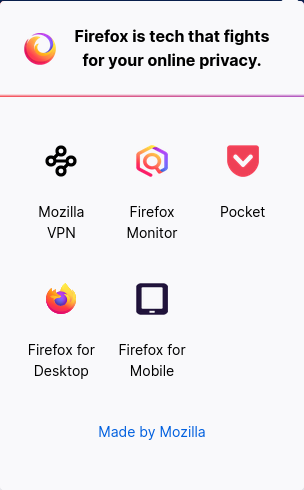 Firefox is tech that fights
for your online privacy.
Mozilla
VPN
Firefox
Monitor
Pocket
Firefox for
Desktop
Firefox for
Mobile
Made by Mozilla